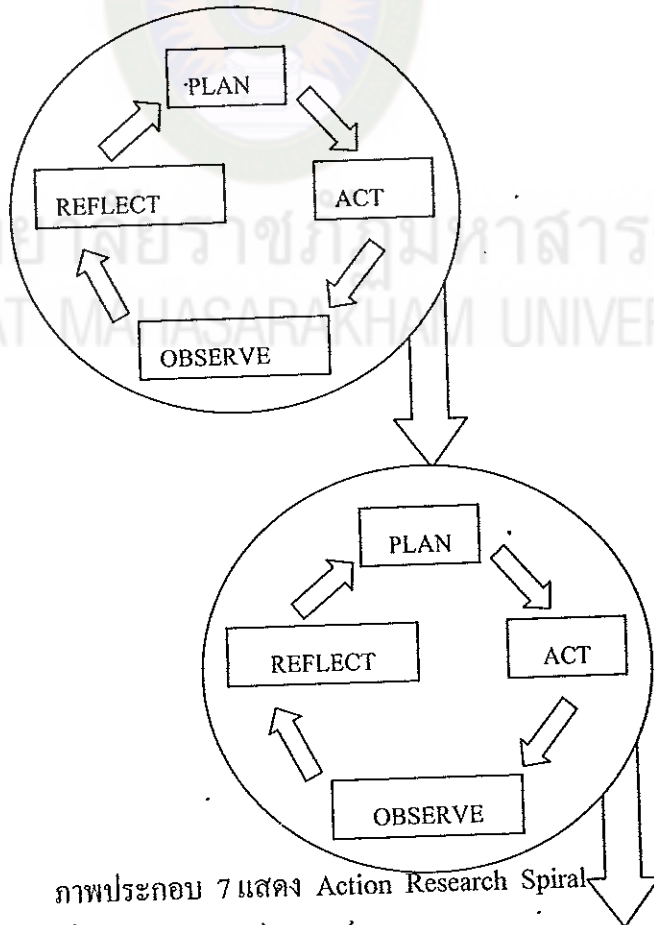 PLAN
REFLECT
ACT
OBSERVE
PLAN
REFLECT
ACT
OBSERVE
ภาพประกอบ 7 แสดง Action Research Spiral